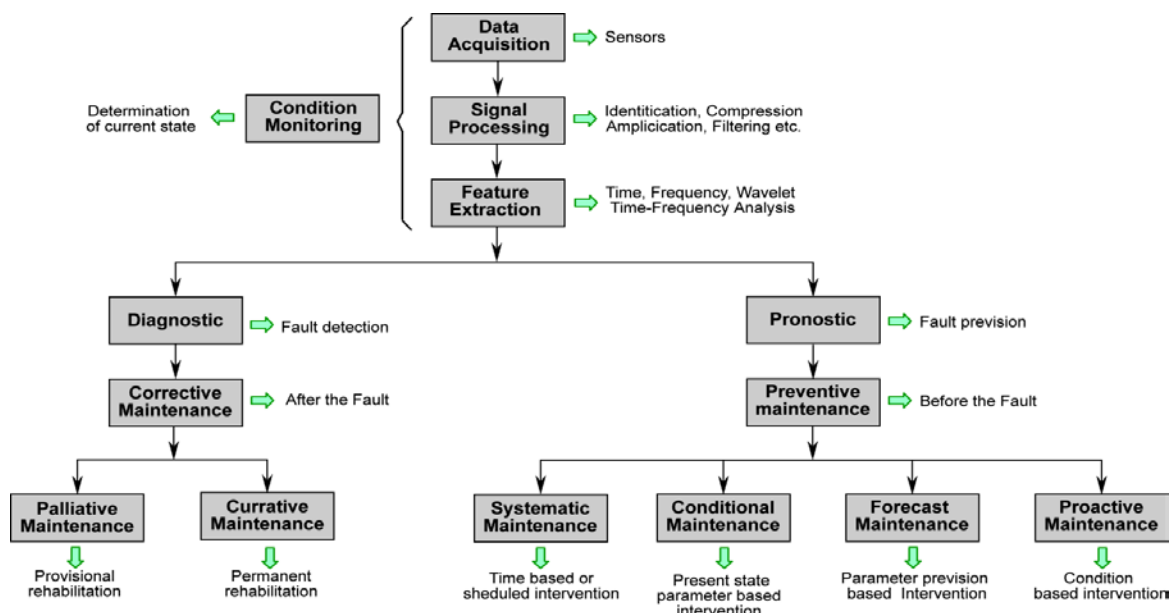 Data
Acquisition
Sensors
Determination
of current state
Condition
Monitoring
Signal
Processing
Identitication, Compression
Amplicication, Filtering etc.
Feature
Extraction
Time, Frequency, Wavelet
Time-Frequency Analysis
Diagnostic
Fault detection
Pronostic
Fault prevision
Corrective
Maintenance
After the Fault
Preventive
maintenance
Before the Fault
Palliative
Maintenance
Currative
Maintenance
Systematic
Maintenance
Conditional
Maintenance
Forecast
Maintenance
Proactive
Maintenance
Provisional
rehabilitation
Permanent
rehabilitation
Time based or
sheduled intervention
Present state
parameter based
intervention
Parameter prevision
based Intervention
Condition
based intervention